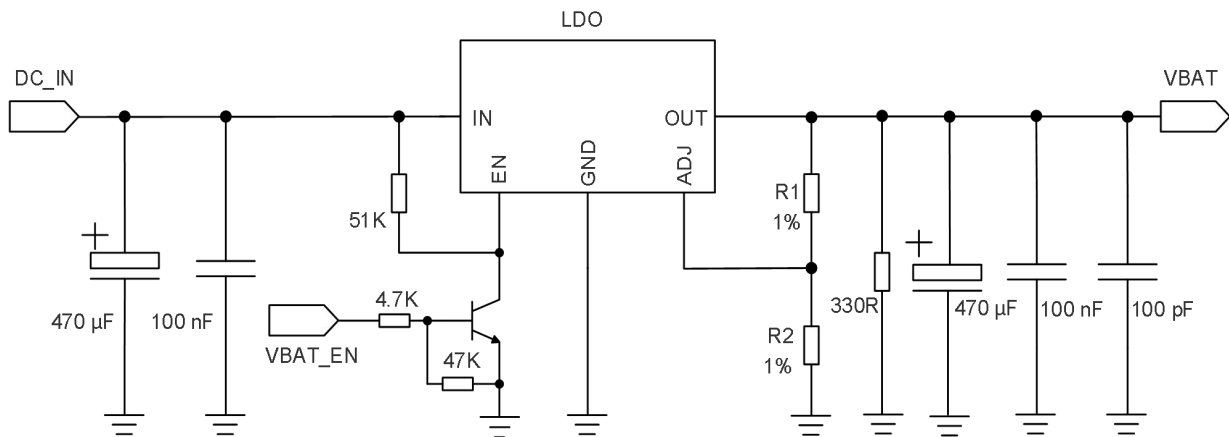 LDO
DC_IN
VBAT
IN
OUT
EN
GND
ADJ
R1
1%
51K
+
+
470 µF
100 nF
4.7K
VBAT_EN
47K
330R
470 µF
100 nF
100 pF
R2
1%